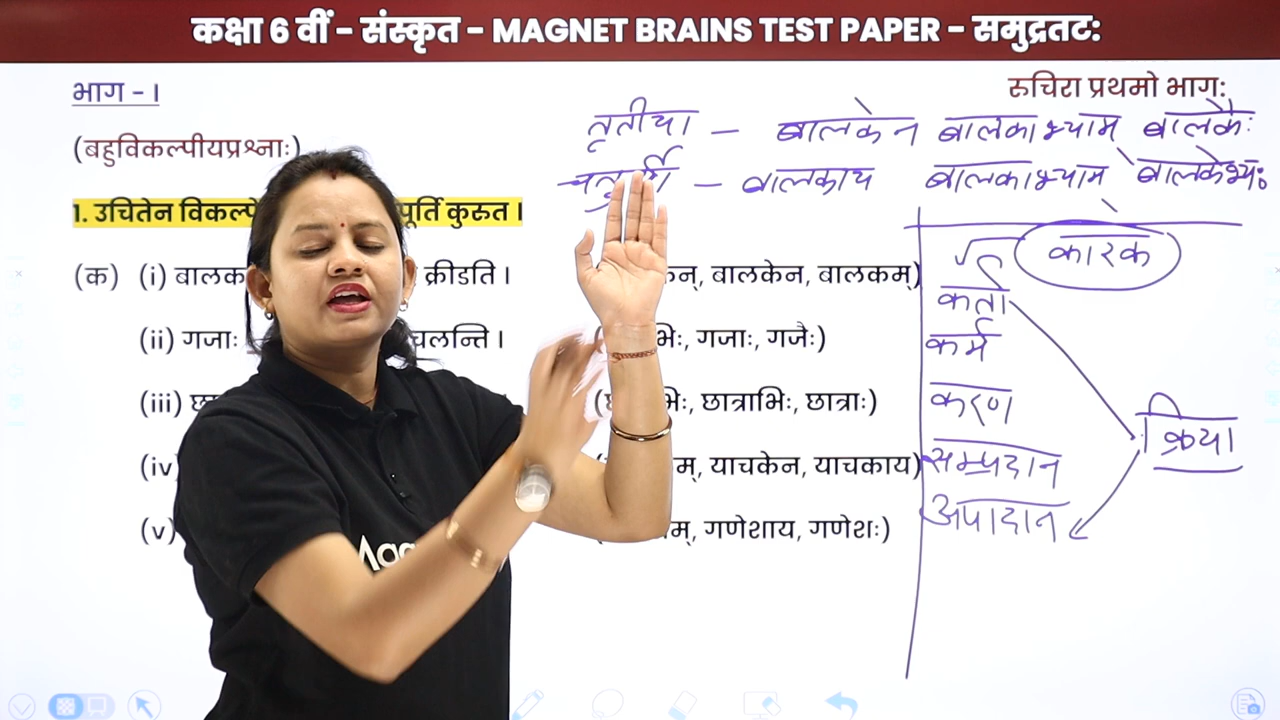 कक्षा 6 वीं - संस्कृत - MAGNET BRAINS TEST PAPER - समुद्रतट:
भाग - I
रुचिरा प्रथमो भाग:
(बहुविकल्पीयप्रश्नाः)
तृतीया - बालकेन बालकाभ्याम् बालकैः
चतुर्थी - बालकाय बालकाभ्याम् बालकेभ्यः
1. उचितेन पूर्ति कुरुत ।
(क) (i) क्रीडति । बालकेन, बालकम्)
(ii) गजाः चलन्ति । गजाः, गजैः)
(iii) छात्राभिः, छात्राः)
(iv) याचकेन, याचकाय)
(v) गणेशाय, गणेशः)
कारक
कर्ता
कर्म
करण
सम्प्रदान
अपादान
क्रिया